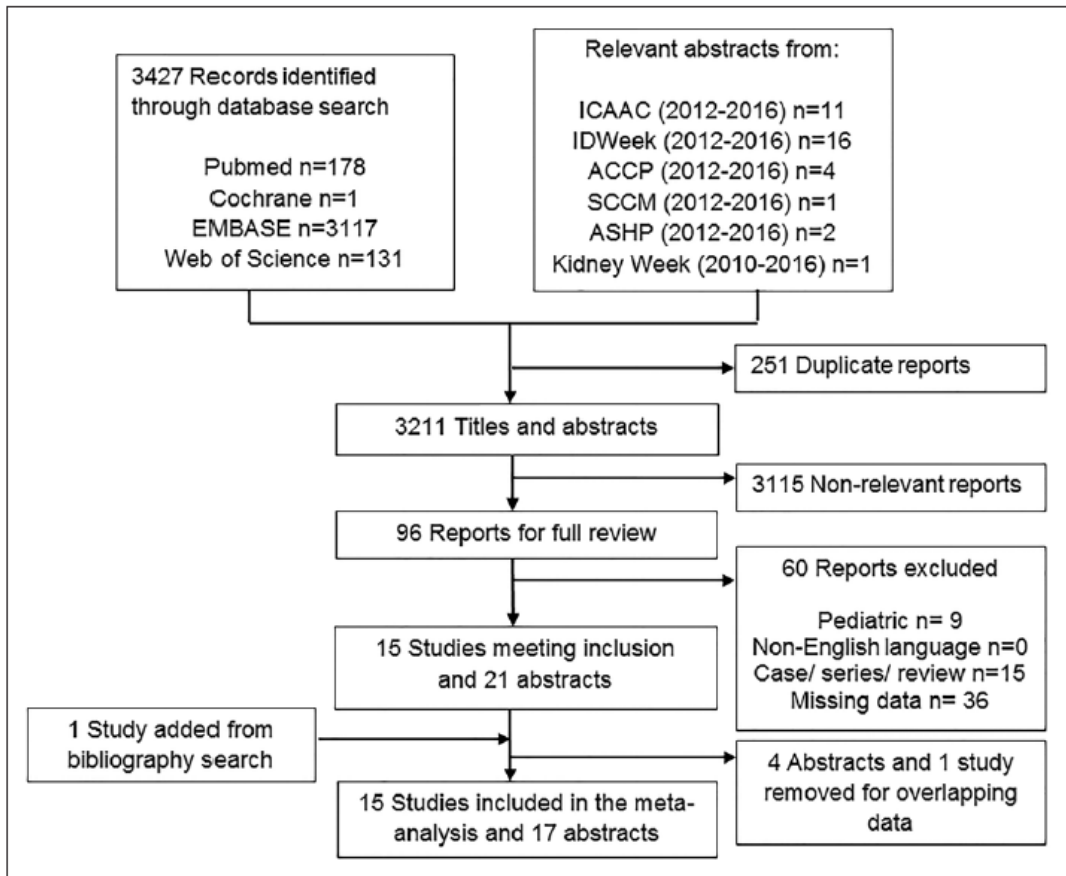 3427 Records identified
through database search
Pubmed n=178
Cochrane n=1
EMBASE n=3117
Web of Science n=131
Relevant abstracts from:
ICAAC (2012-2016) n=11
IDWeek (2012-2016) n=16
ACCP (2012-2016) n=4
SCCM (2012-2016) n=1
ASHP (2012-2016) n=2
Kidney Week (2010-2016) n=1
251 Duplicate reports
3211 Titles and abstracts
3115 Non-relevant reports
96 Reports for full review
60 Reports excluded
Pediatric n= 9
Non-English language n=0
Case/ series/ review n=15
Missing data n= 36
15 Studies meeting inclusion
and 21 abstracts
1 Study added from
bibliography search
4 Abstracts and 1 study
removed for overlapping
data
15 Studies included in the meta-
analysis and 17 abstracts